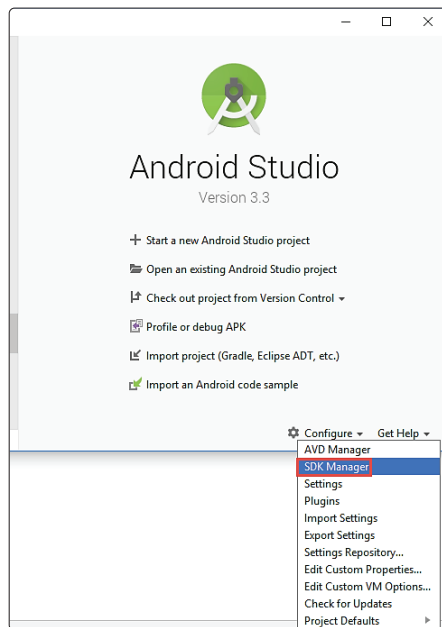 Android Studio
Version 3.3
Start a new Android Studio project
Open an existing Android Studio project
Check out project from Version Control
Profile or debug APK
Import project (Gradle, Eclipse ADT, etc.)
Import an Android code sample
Configure Get Help
AVD Manager
SDK Manager
Settings
Plugins
Import Settings
Export Settings
Settings Repository...
Edit Custom Properties...
Edit Custom VM Options...
Check for Updates
Project Defaults